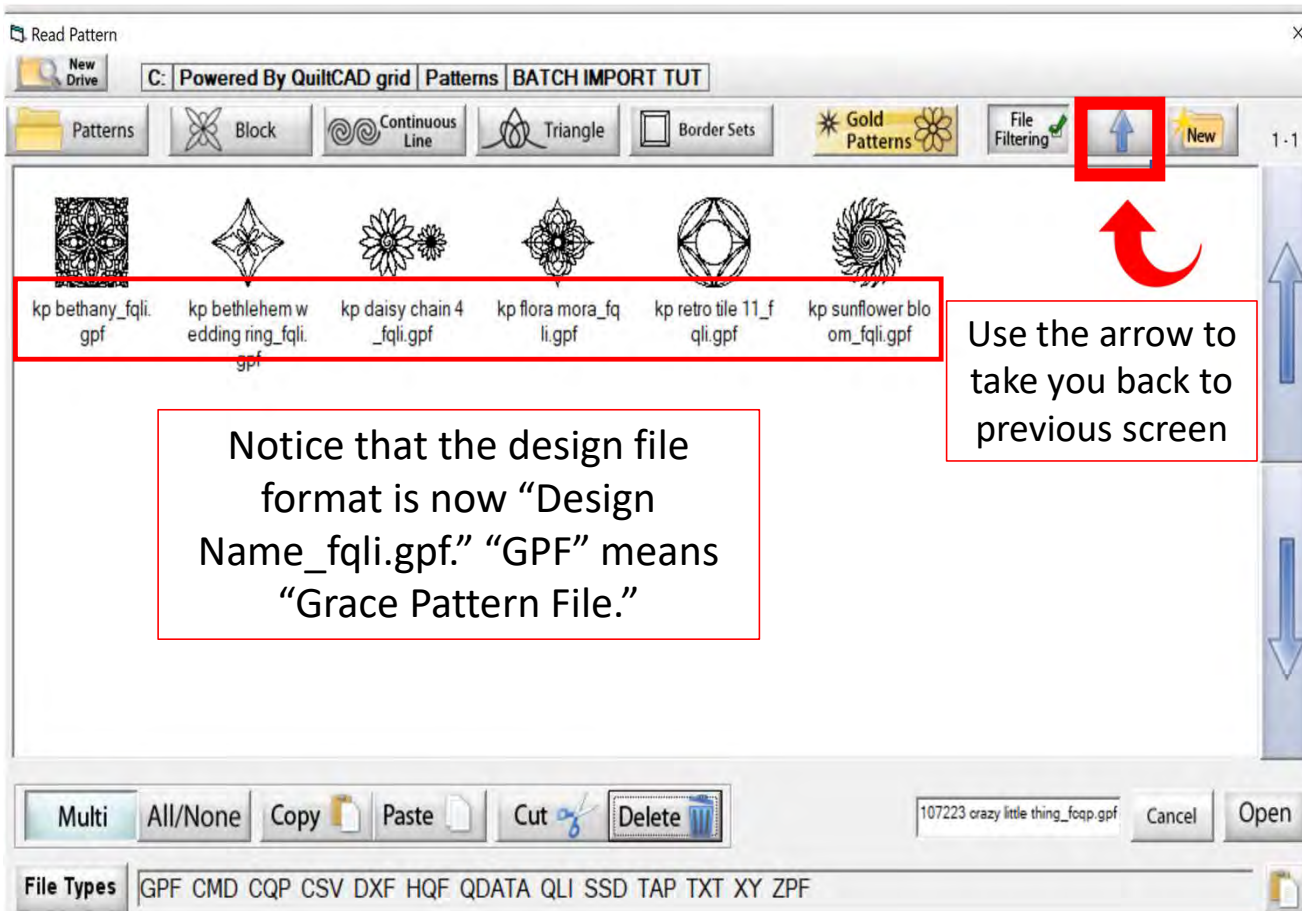 Read Pattern
X
New
Drive
C: Powered By QuiltCAD grid Patterns BATCH IMPORT TUT
Patterns
Block
Continuous
Line
Triangle
Border Sets
Gold
Patterns
File
Filtering
New
1 - 1
kp bethany_fqli.
gpf
kp bethlehem w
edding ring_fqli.
gpf
kp daisy chain 4
_fqli.gpf
kp flora mora_fq
li.gpf
kp retro tile 11_f
qli.gpf
kp sunflower blo
om_fqli.gpf
Use the arrow to
take you back to
previous screen
Notice that the design file
format is now “Design
Name_fqli.gpf.” “GPF” means
“Grace Pattern File.”
Multi
All/None
Copy
Paste
Cut
Delete
107223 crazy little thing_fcqp.gpf
Cancel
Open
File Types
GPF CMD CQP CSV DXF HQF QDATA QLI SSD TAP TXT XY ZPF